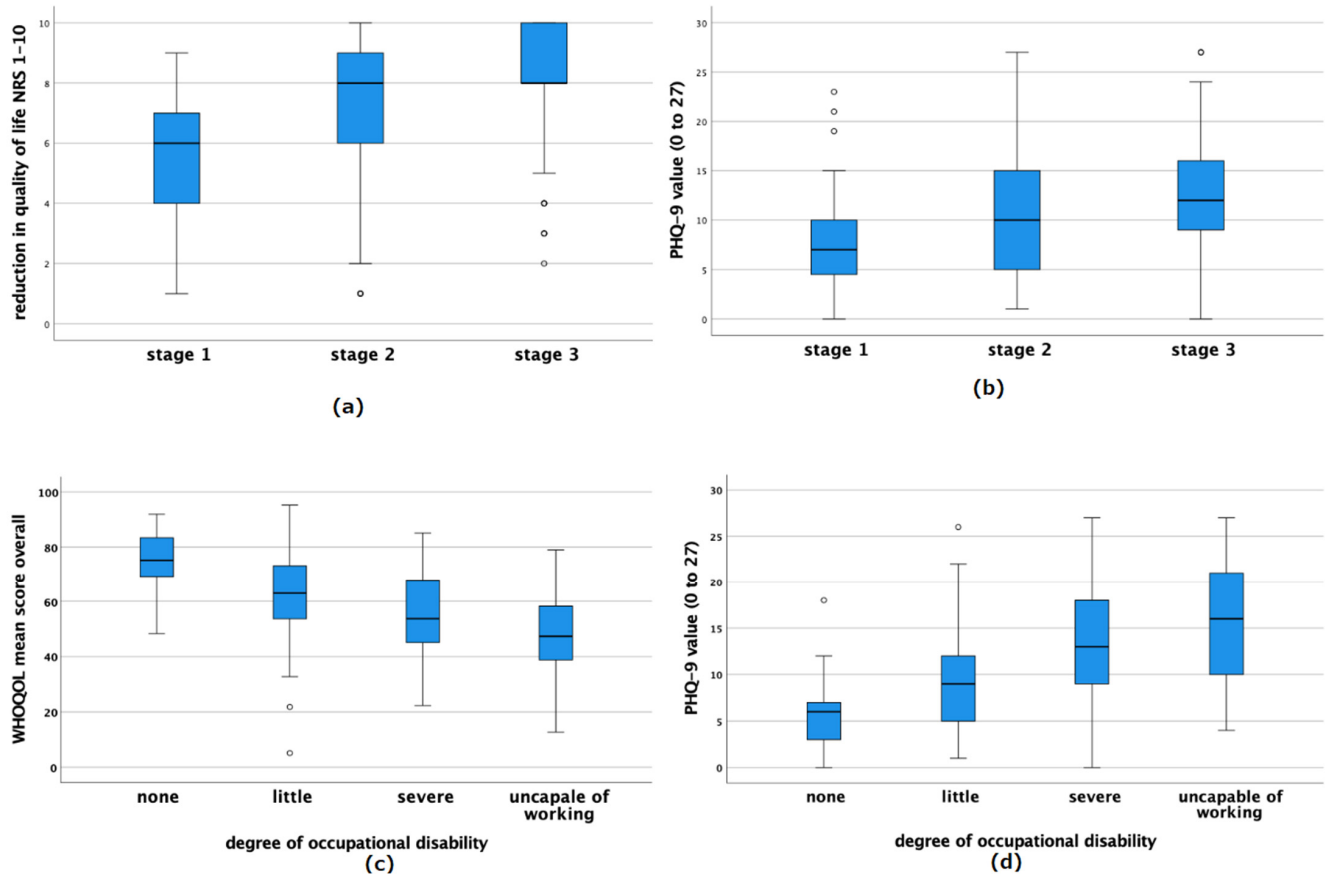 reduction in quality of life NRS 1–10
10
8
6
4
2
0
stage 1
stage 2
stage 3
(a)
PHQ–9 value (0 to 27)
30
25
20
15
10
5
0
stage 1
stage 2
stage 3
(b)
WHOQOL mean score overall
100
80
60
40
20
0
none
little
severe
uncapale of
working
degree of occupational disability
(c)
PHQ–9 value (0 to 27)
30
25
20
15
10
5
0
none
little
severe
uncapable of
working
degree of occupational disability
(d)